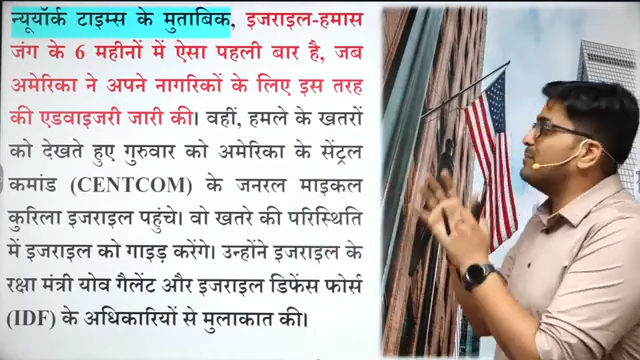 न्यूयॉर्क टाइम्स के मुताबिक, इजराइल-हमास
जंग के 6 महीनों में ऐसा पहली बार है, जब
अमेरिका ने अपने नागरिकों के लिए इस तरह
की एडवाइजरी जारी की। वहीं, हमले के खतरों
को देखते हुए गुरुवार को अमेरिका के सेंट्रल
कमांड (CENTCOM) के जनरल माइकल
कुरिला इजराइल पहुंचे। वो खतरे की परिस्थिति
में इजराइल को गाइड़ करेंगे। उन्होंने इजराइल के
रक्षा मंत्री योव गैलेंट और इजराइल डिफेंस फोर्स
(IDF) के अधिकारियों से मुलाकात की।